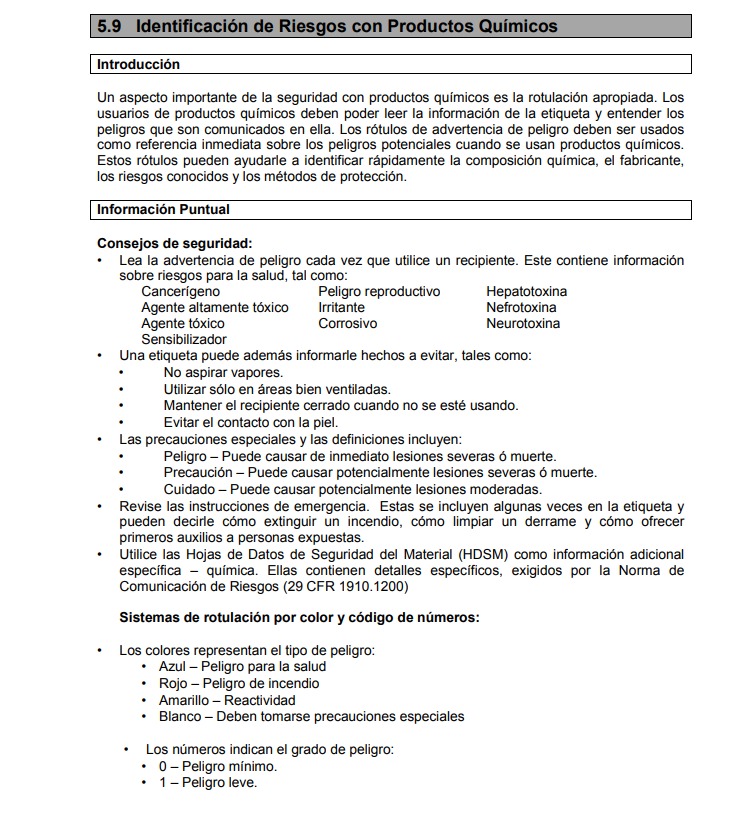 5.9 Identificación de Riesgos con Productos Químicos
Introducción
Un aspecto importante de la seguridad con productos químicos es la rotulación apropiada. Los
usuarios de productos químicos deben poder leer la información de la etiqueta y entender los
peligros que son comunicados en ella. Los rótulos de advertencia de peligro deben ser usados
como referencia inmediata sobre los peligros potenciales cuando se usan productos químicos.
Estos rótulos pueden ayudarle a identificar rápidamente la composición química, el fabricante,
los riesgos conocidos y los métodos de protección.
Información Puntual
Consejos de seguridad:
• Lea la advertencia de peligro cada vez que utilice un recipiente. Este contiene información
sobre riesgos para la salud, tal como:
Cancerígeno Peligro reproductivo Hepatotoxina
Agente altamente tóxico Irritante Nefrotoxina
Agente tóxico Corrosivo Neurotoxina
Sensibilizador
• Una etiqueta puede además informarle hechos a evitar, tales como:
• No aspirar vapores.
• Utilizar sólo en áreas bien ventiladas.
• Mantener el recipiente cerrado cuando no se esté usando.
• Evitar el contacto con la piel.
• Las precauciones especiales y las definiciones incluyen:
• Peligro – Puede causar de inmediato lesiones severas ó muerte.
• Precaución – Puede causar potencialmente lesiones severas ó muerte.
• Cuidado – Puede causar potencialmente lesiones moderadas.
• Revise las instrucciones de emergencia. Estas se incluyen algunas veces en la etiqueta y
pueden decirle cómo extinguir un incendio, cómo limpiar un derrame y cómo ofrecer
primeros auxilios a personas expuestas.
• Utilice las Hojas de Datos de Seguridad del Material (HDSM) como información adicional
específica – química. Ellas contienen detalles específicos, exigidos por la Norma de
Comunicación de Riesgos (29 CFR 1910.1200)
Sistemas de rotulación por color y código de números:
• Los colores representan el tipo de peligro:
• Azul – Peligro para la salud
• Rojo – Peligro de incendio
• Amarillo – Reactividad
• Blanco – Deben tomarse precauciones especiales
• Los números indican el grado de peligro:
• 0 – Peligro mínimo.
• 1 – Peligro leve.